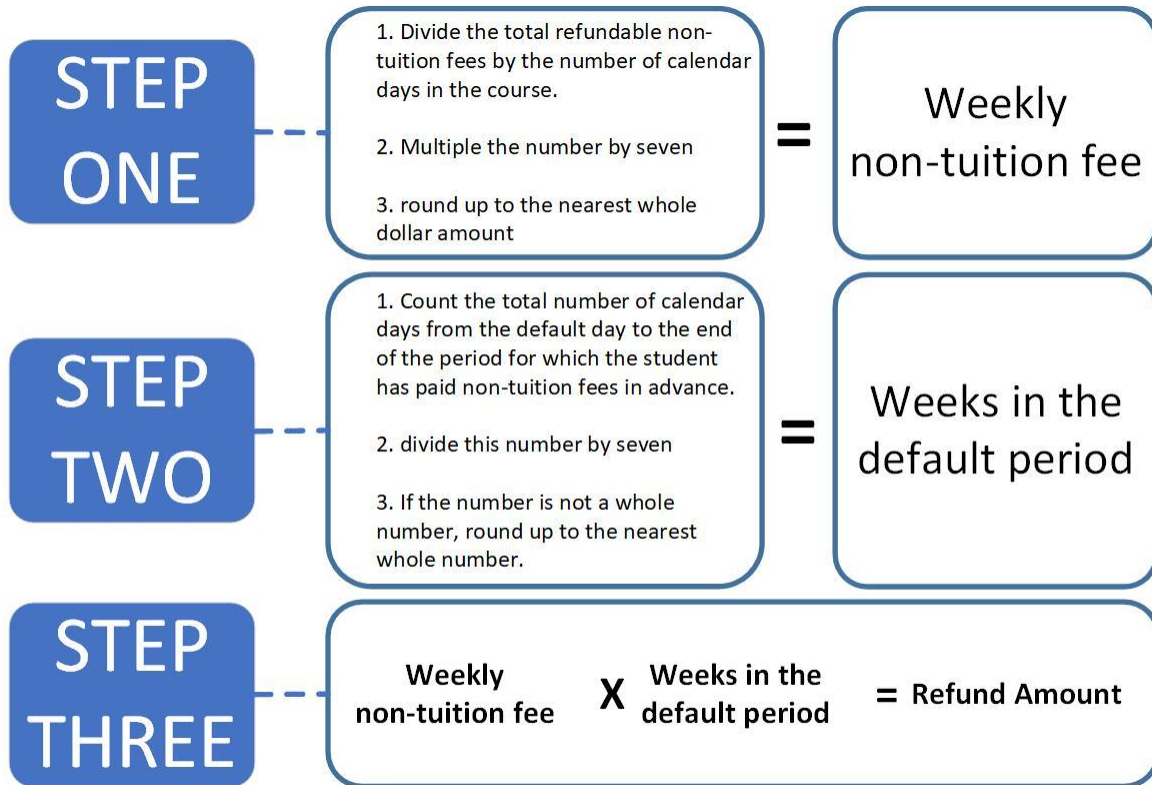 STEP
ONE
1. Divide the total refundable non-
tuition fees by the number of calendar
days in the course.
2. Multiple the number by seven
3. round up to the nearest whole
dollar amount
=
Weekly
non-tuition fee
STEP
TWO
1. Count the total number of calendar
days from the default day to the end
of the period for which the student
has paid non-tuition fees in advance.
2. divide this number by seven
3. If the number is not a whole
number, round up to the nearest
whole number.
=
Weeks in the
default period
STEP
THREE
Weekly
non-tuition fee
X
Weeks in the
default period
= Refund Amount